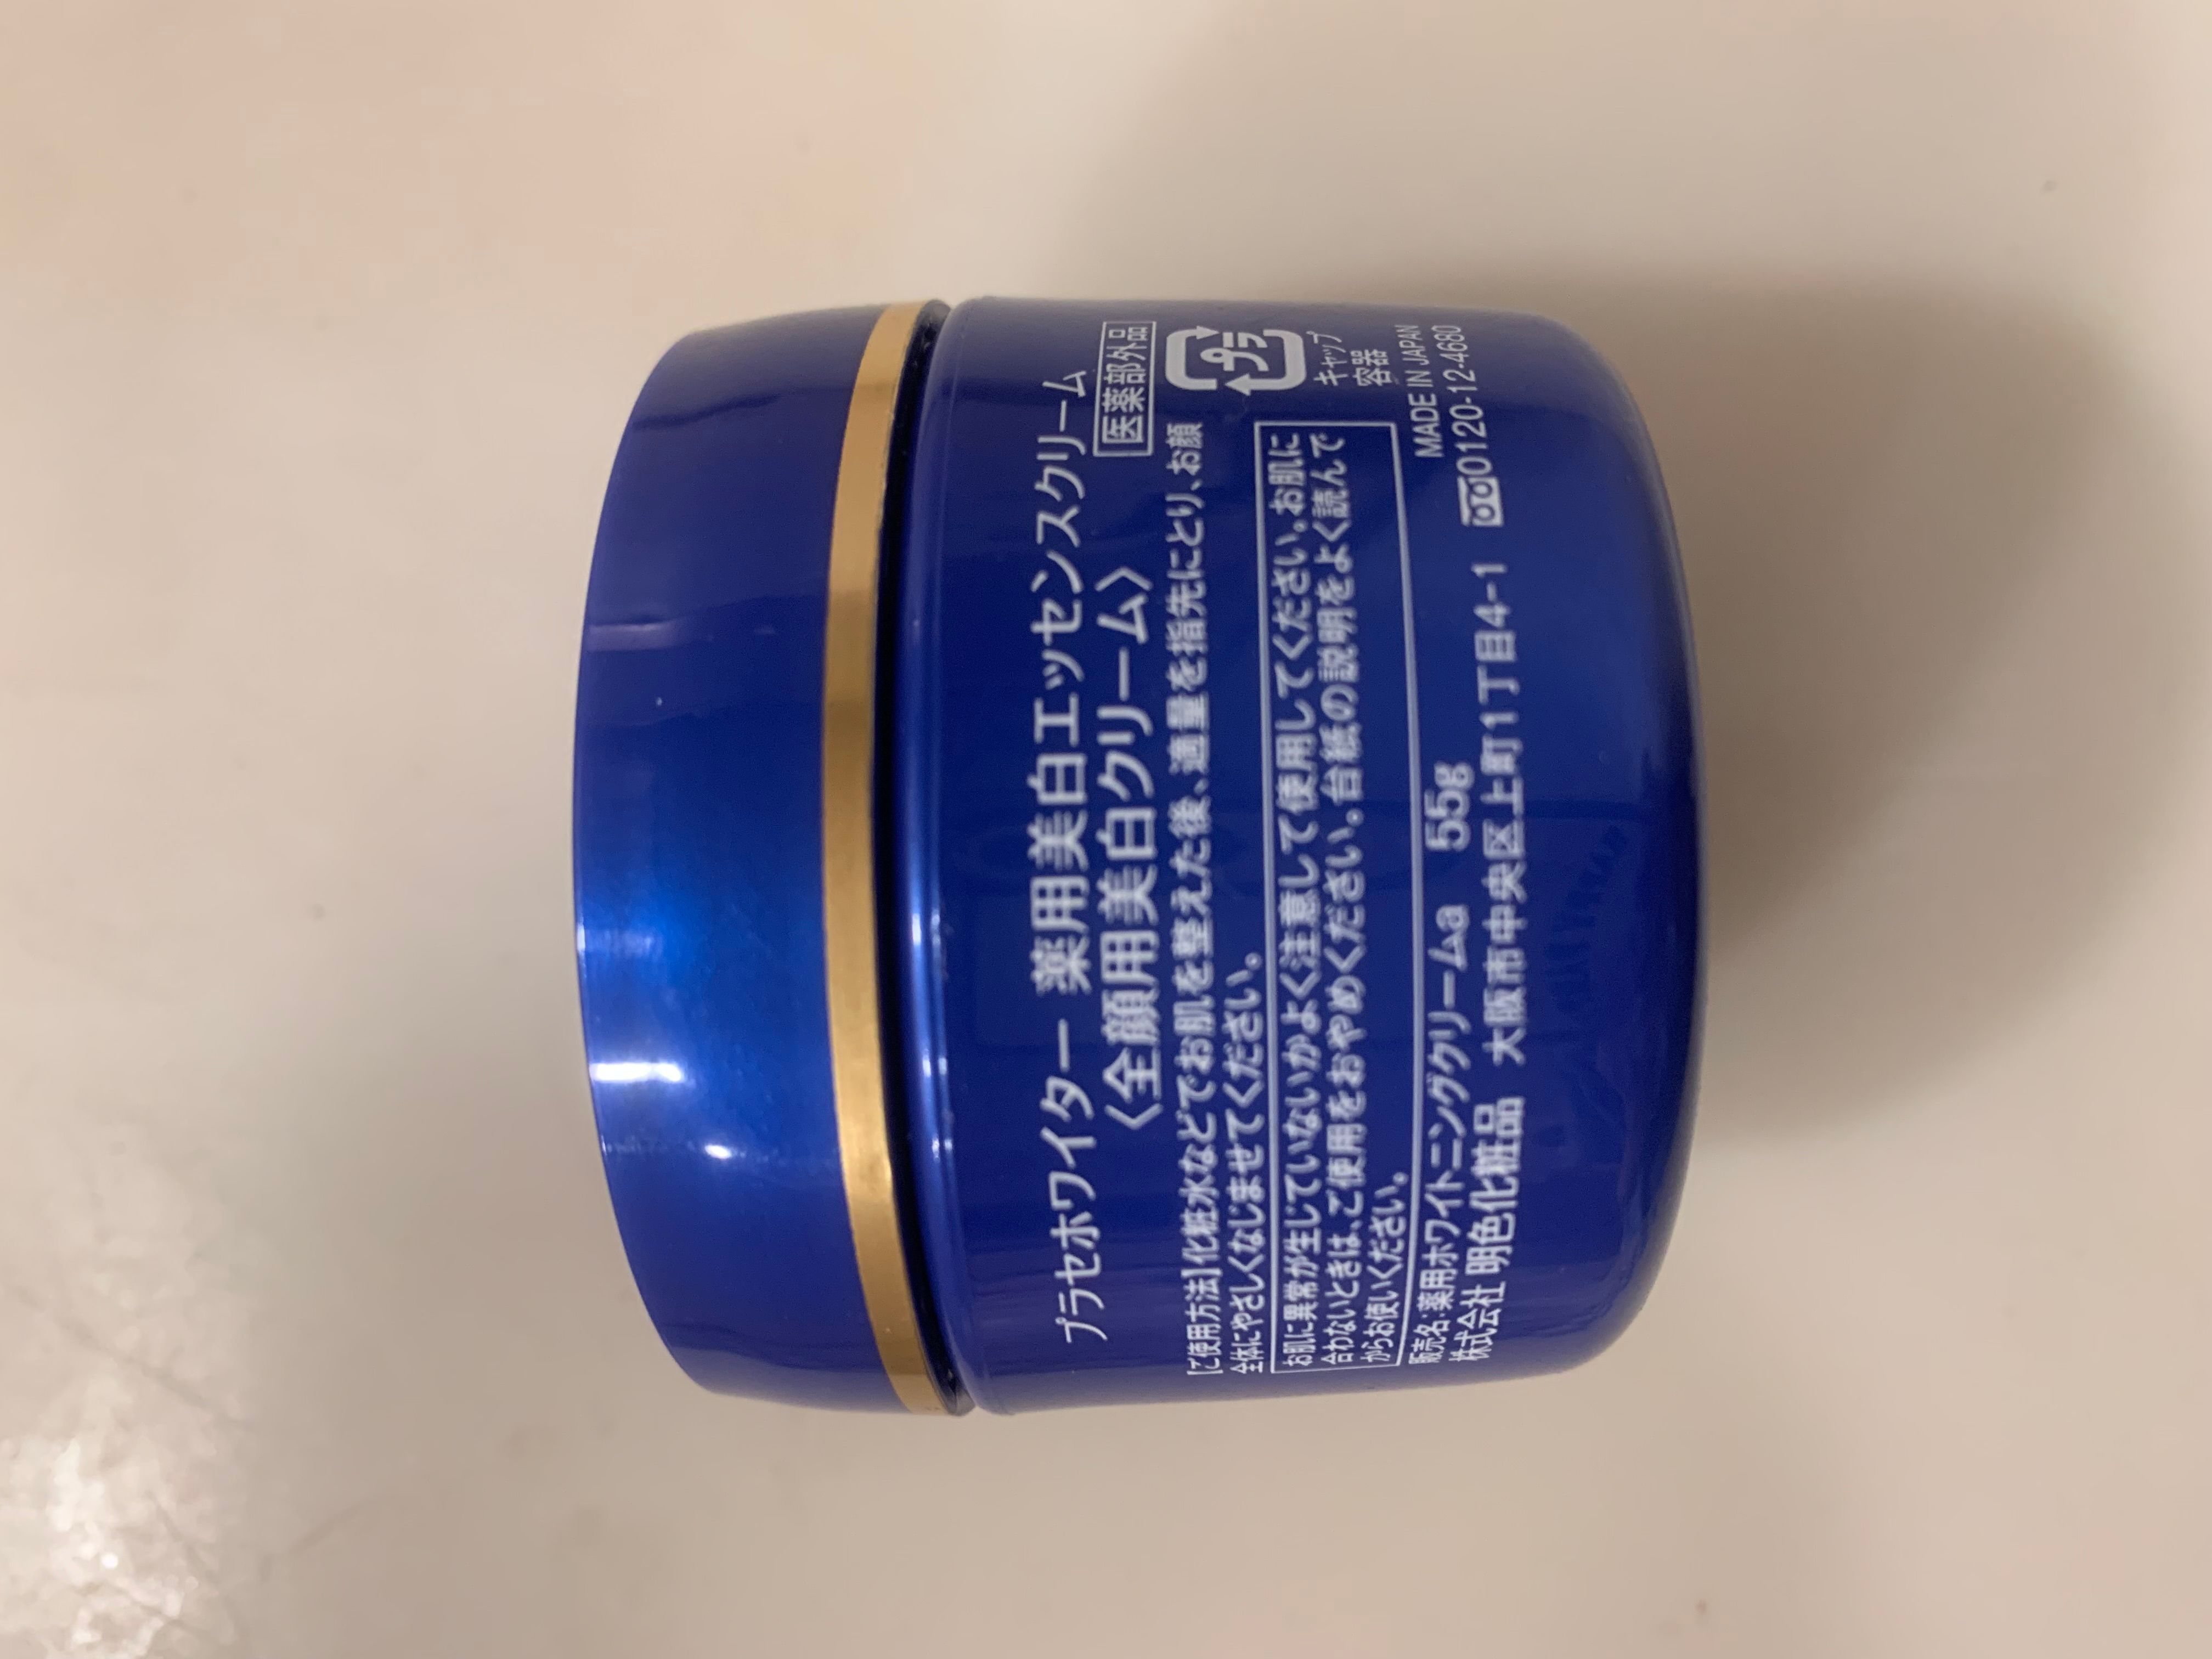 プラセホワイター 薬用美白エッセンスクリーム
〈全顔用美白クリーム〉
医薬部外品
【ご使用方法】化粧水などでお肌を整えた後、適量を指先にとり、お顔
全体にやさしくなじませてください。
プラ
キャップ
容器
お肌に異常が生じていないかよく注意して使用してください。お肌に
合わないときは、ご使用をおやめください。台紙の説明をよく読んで
からお使いください。
販売名:薬用ホワイトニングクリームa 55g
MADE IN JAPAN
株式会社 明色化粧品 大阪市中央区上町1丁目4-1
0120-12-4680